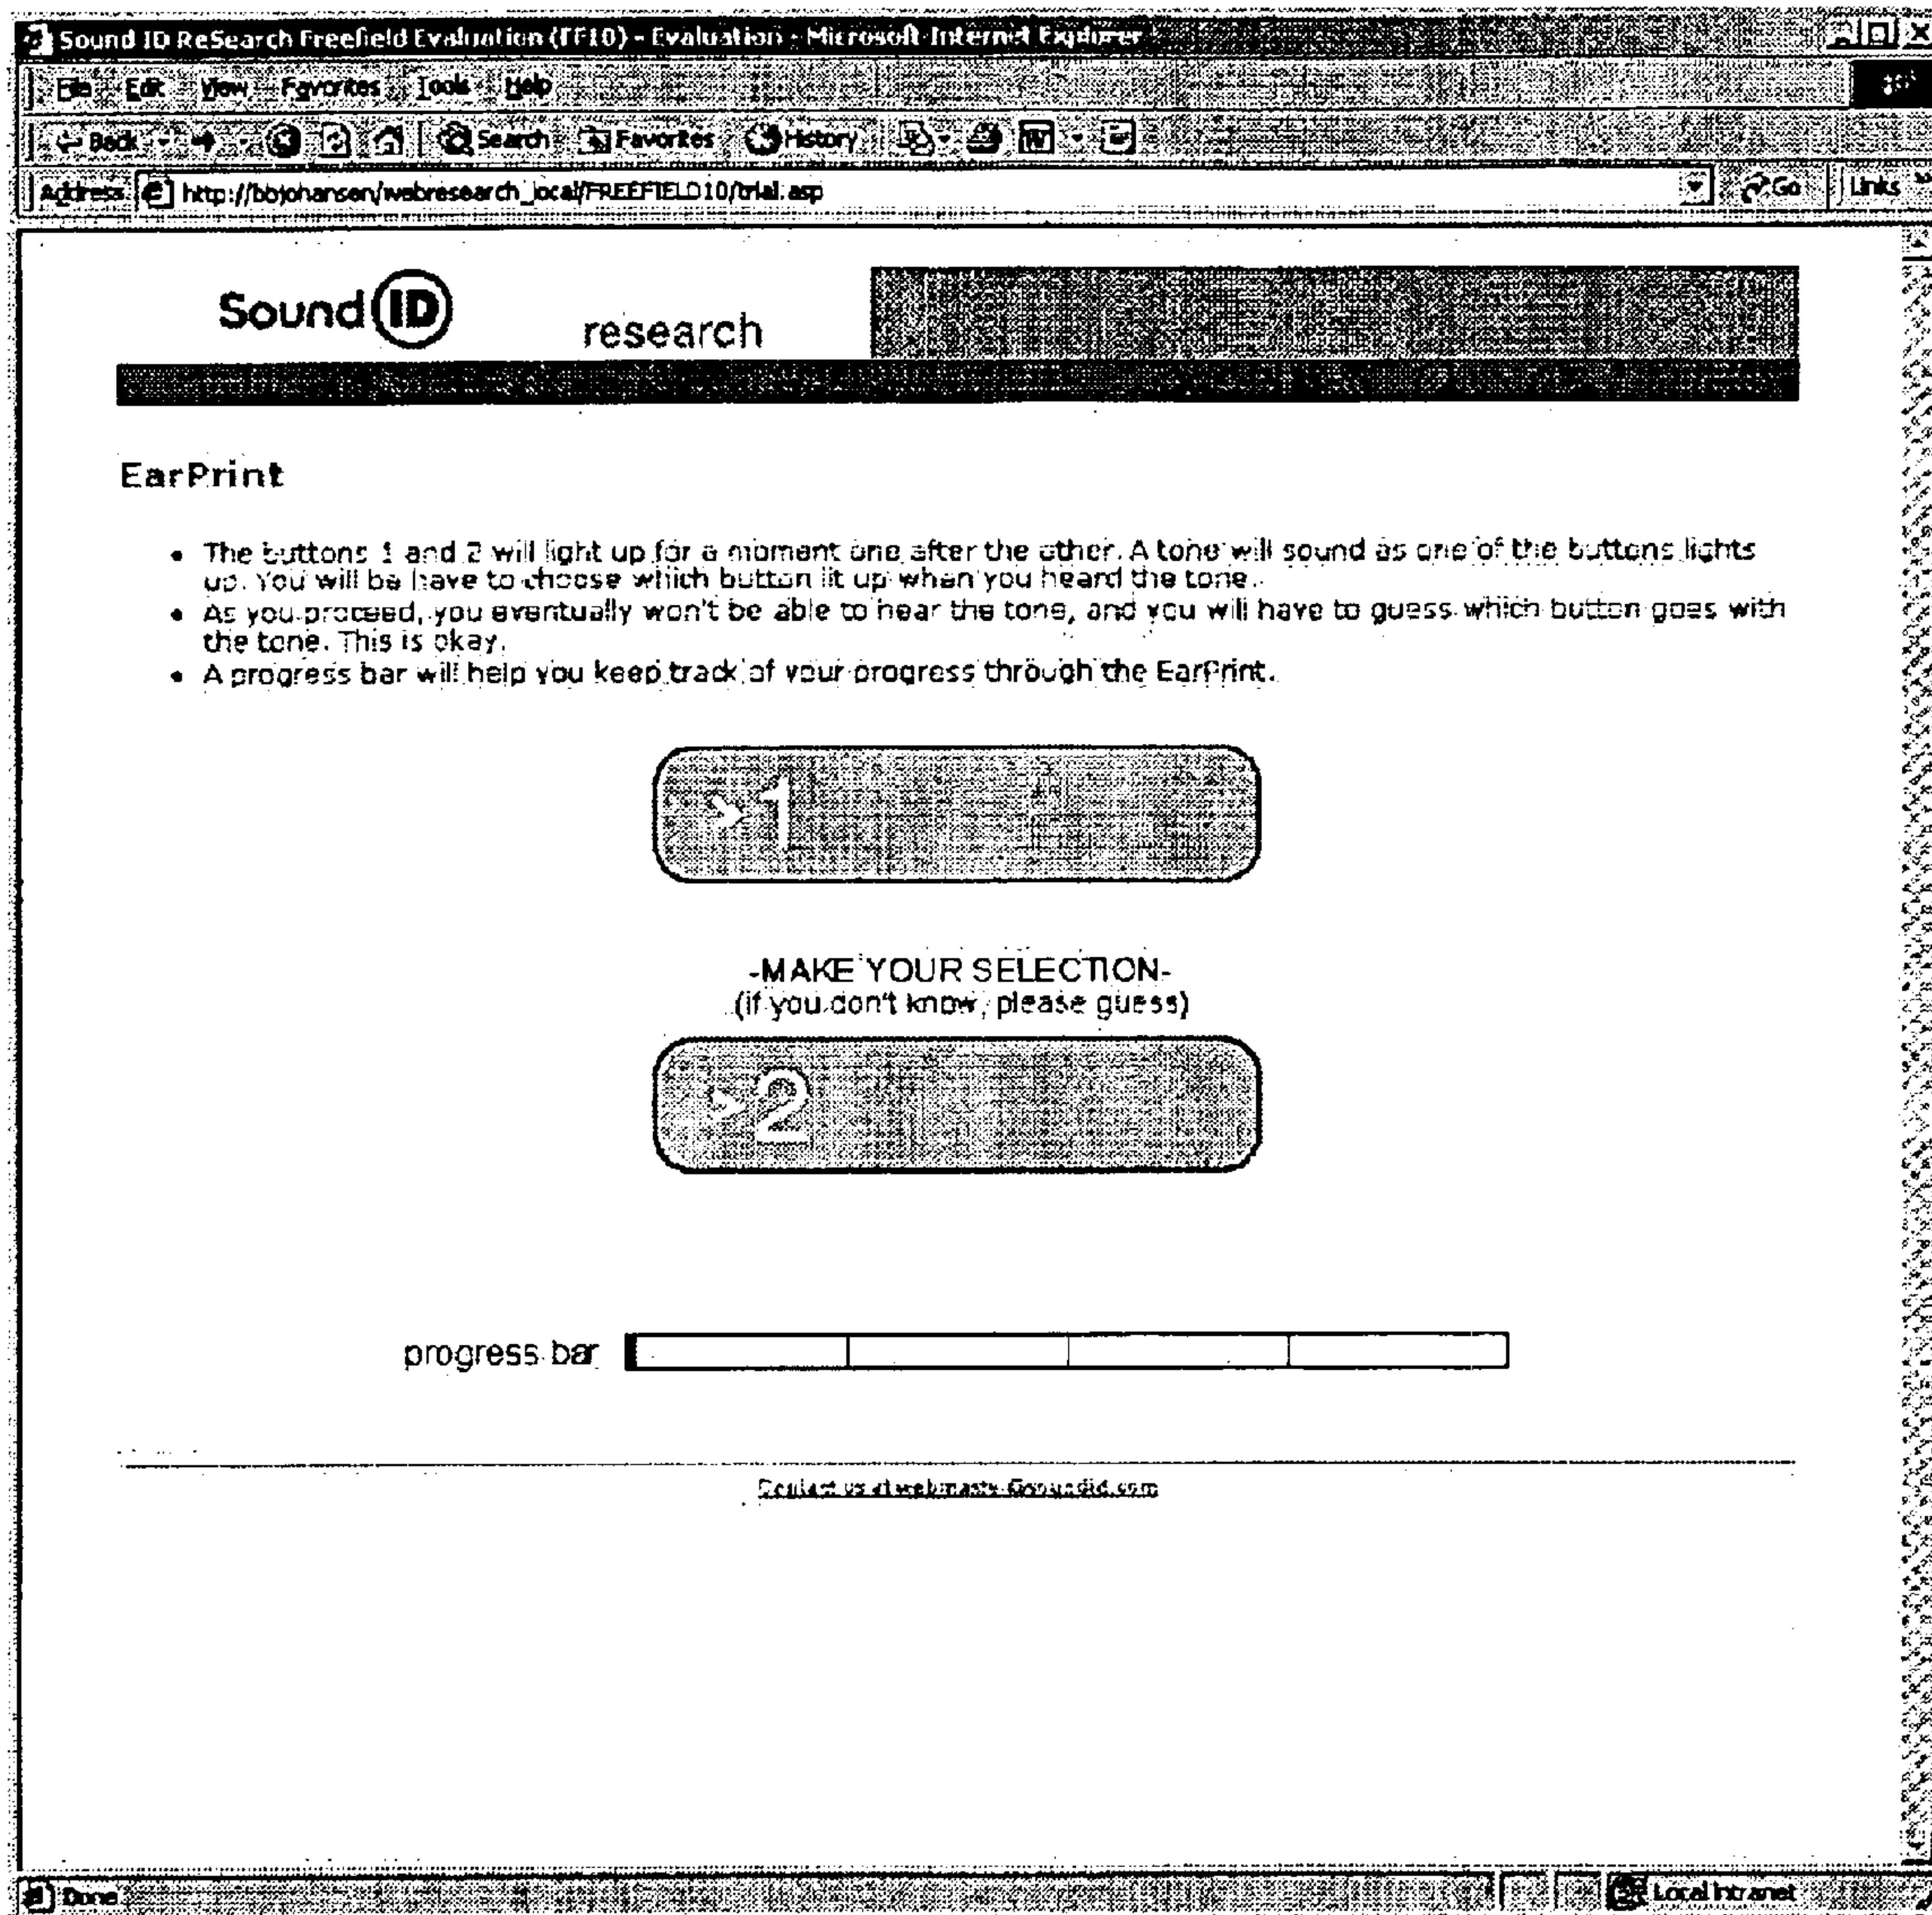 Sound ID ReSearch Freefield Evaluation (FF10) - Evaluation - Microsoft Internet Explorer
File Edit View Favorites Tools Help
Back Search Favorites History
Address http://bbjohansen/webresearch_local/FREEFIELD10/trial.asp Go Links »
Sound ID
research
EarPrint
• The buttons 1 and 2 will light up for a moment one after the other. A tone will sound as one of the buttons lights
up. You will be have to choose which button lit up when you heard the tone.
• As you proceed, you eventually won't be able to hear the tone, and you will have to guess which button goes with
the tone. This is okay.
• A progress bar will help you keep track of your progress through the EarPrint.
>1
-MAKE YOUR SELECTION-
(if you don't know, please guess)
>2
progress bar
Contact us at
Done Local intranet